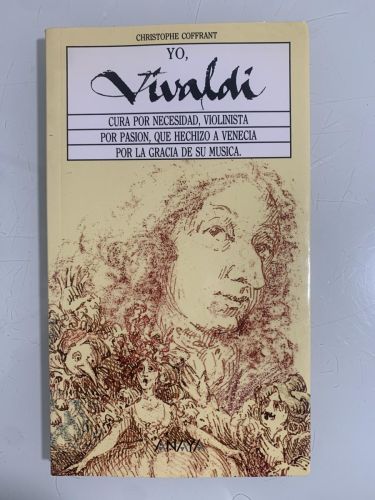 CHRISTOPHE COFFRANT
YO,
Vivaldi
CURA POR NECESIDAD, VIOLINISTA
POR PASION, QUE HECHIZO A VENECIA
POR LA GRACIA DE SU MUSICA.
ANAYA